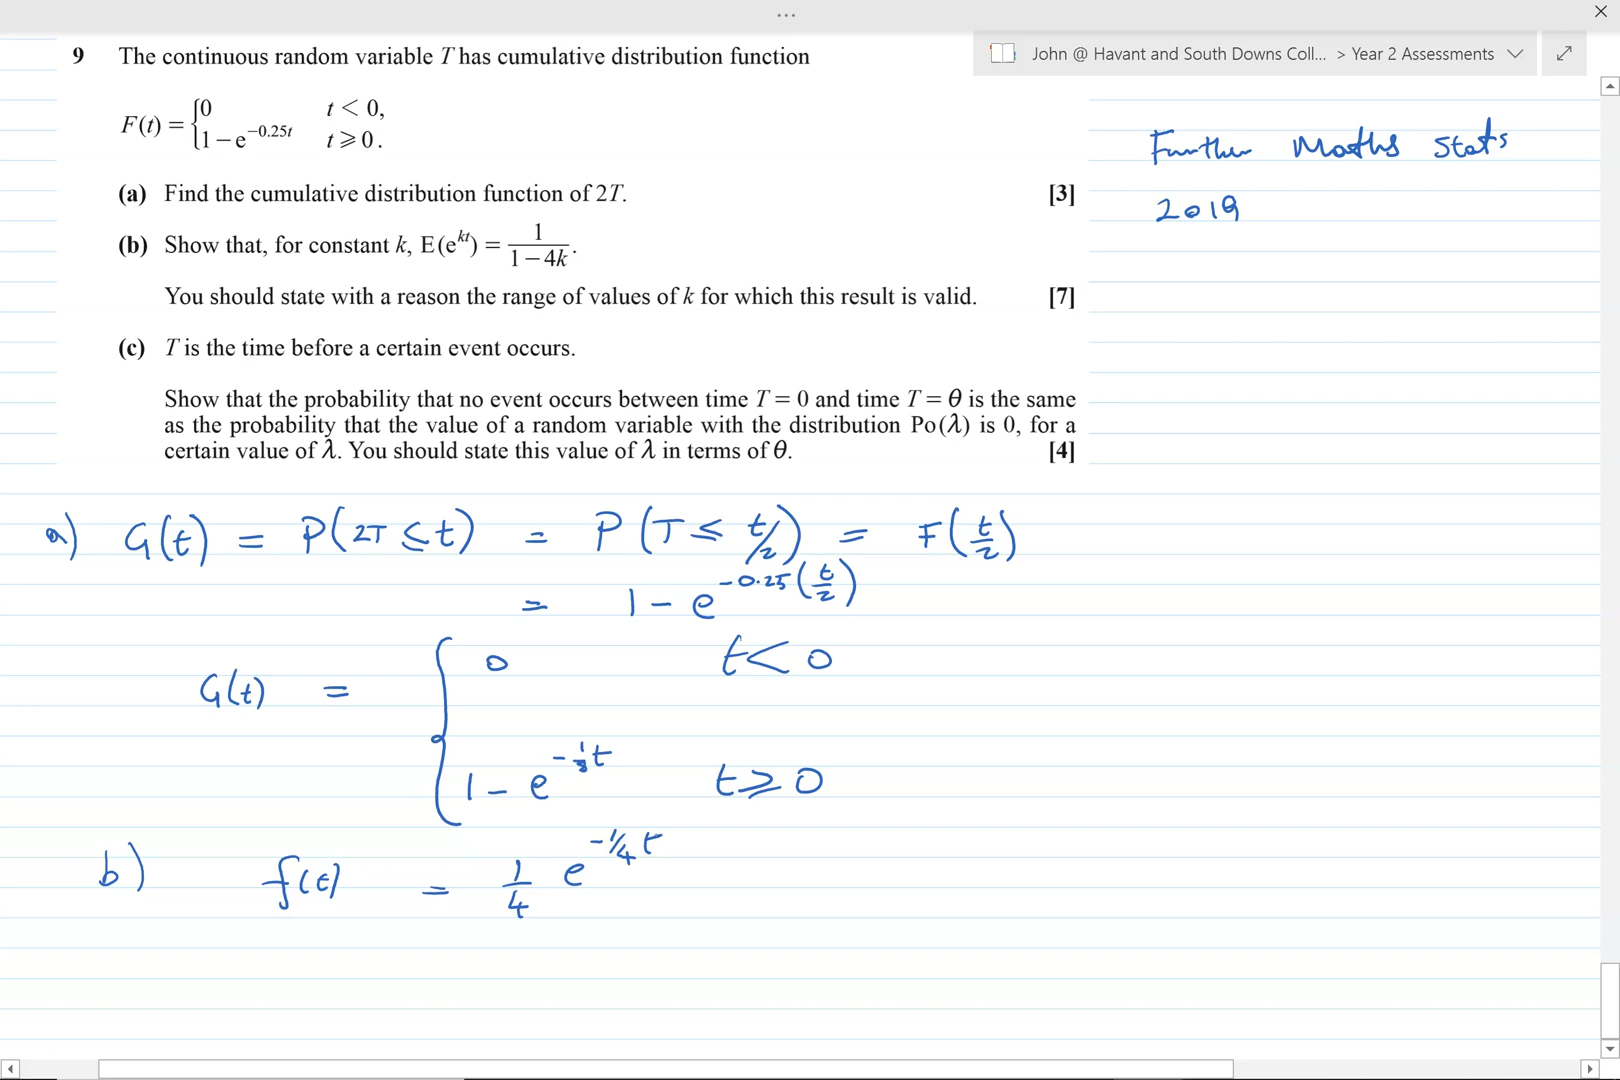 John @ Havant and South Downs Coll... > Year 2 Assessments
9 The continuous random variable T has cumulative distribution function
F(t) = { 0 t < 0,
1 − e^{−0.25t} t ⩾ 0.
(a) Find the cumulative distribution function of 2T. [3]
(b) Show that, for constant k, E(e^{kt}) = 1/(1 − 4k).
You should state with a reason the range of values of k for which this result is valid. [7]
(c) T is the time before a certain event occurs.
Show that the probability that no event occurs between time T = 0 and time T = θ is the same
as the probability that the value of a random variable with the distribution Po(λ) is 0, for a
certain value of λ. You should state this value of λ in terms of θ. [4]
Further Maths Stats
2019
a) G(t) = P(2T ≤ t) = P(T ≤ t/2) = F(t/2)
= 1 − e^{−0.25(t/2)}
G(t) = { 0 t < 0
1 − e^{−1/8 t} t ⩾ 0
b) f(t) = 1/4 e^{−1/4 t}